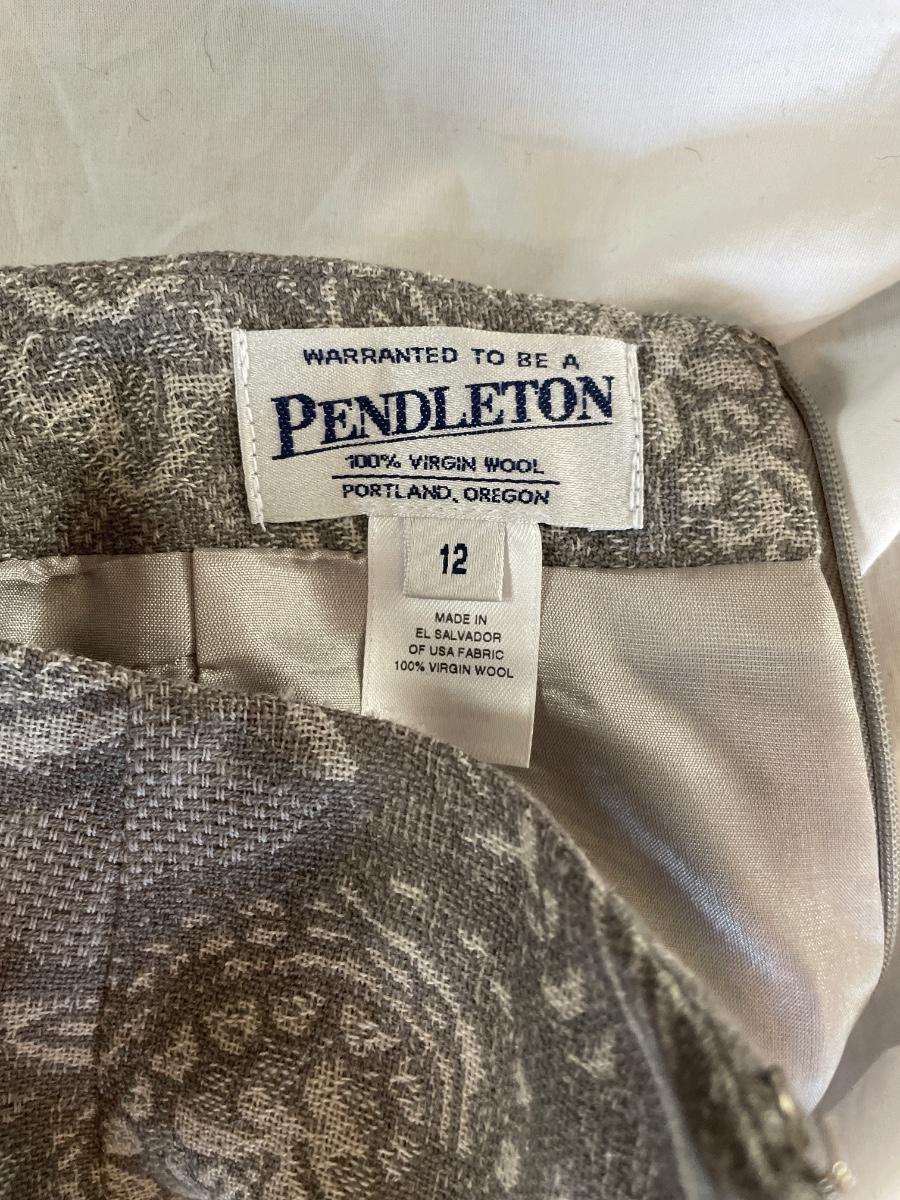 WARRANTED TO BE A
PENDLETON
100% VIRGIN WOOL
PORTLAND, OREGON
12
MADE IN
EL SALVADOR
OF USA FABRIC
100% VIRGIN WOOL